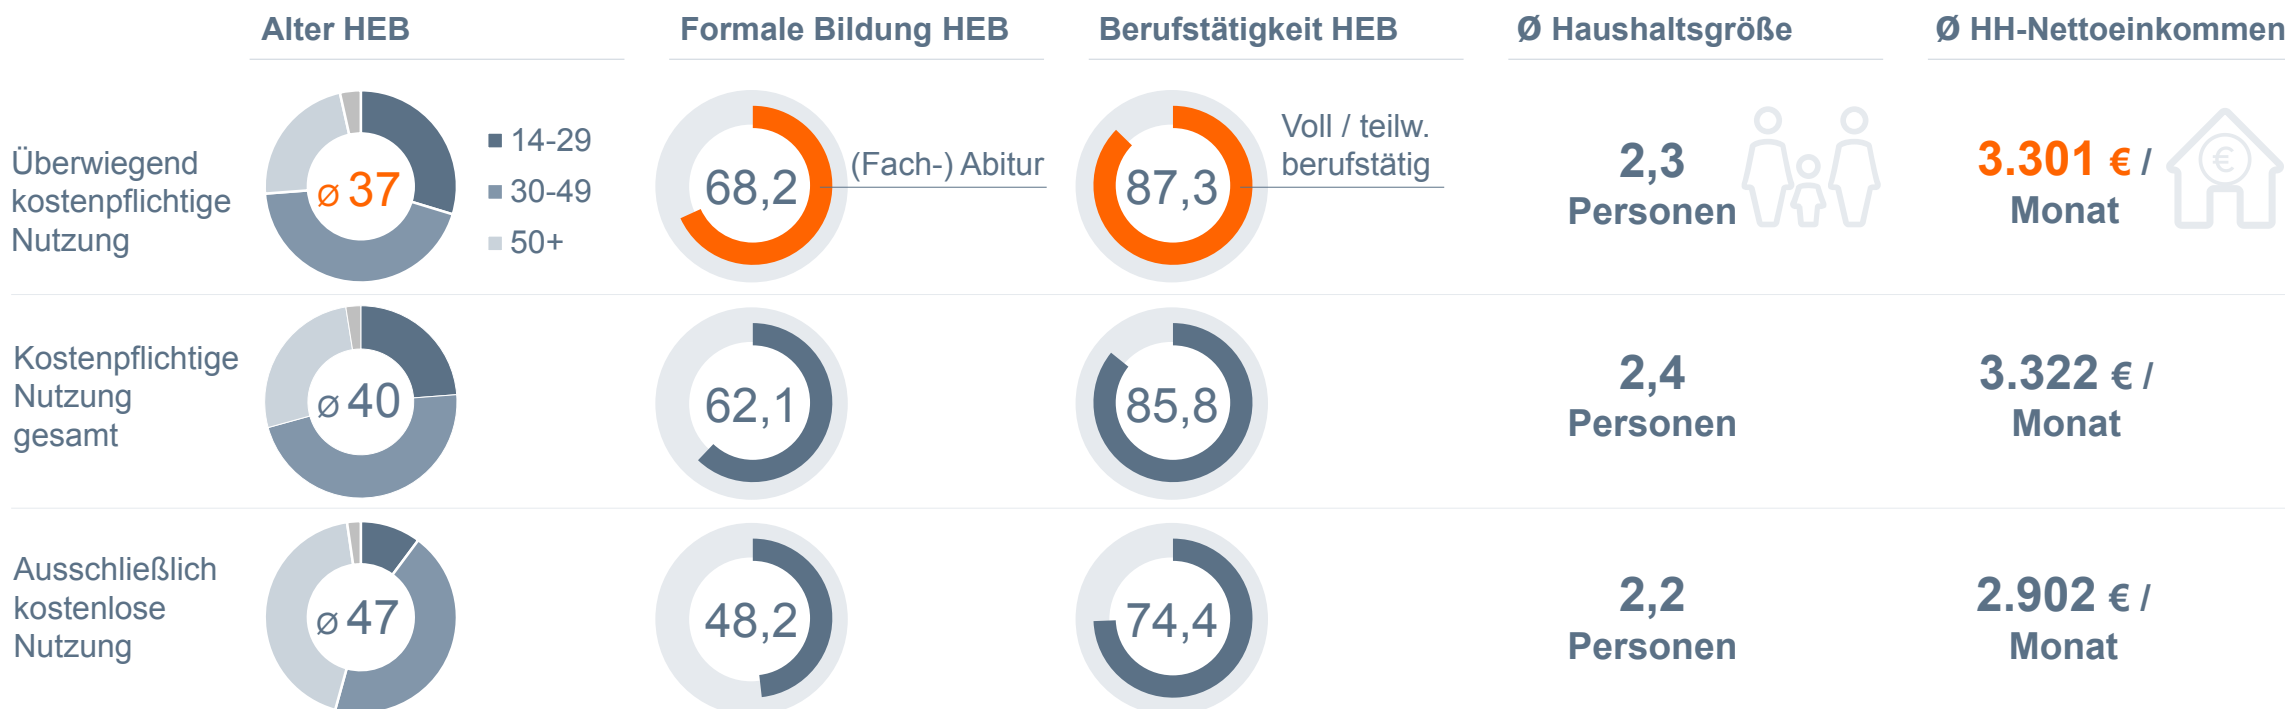 Alter HEB
Formale Bildung HEB
Berufstätigkeit HEB
Ø Haushaltsgröße
Ø HH-Nettoeinkommen
Überwiegend
kostenpflichtige
Nutzung
Ø 37
14-29
30-49
50+
68,2
(Fach-) Abitur
87,3
Voll / teilw.
berufstätig
2,3
Personen
3.301 € /
Monat
€
Kostenpflichtige
Nutzung
gesamt
Ø 40
62,1
85,8
2,4
Personen
3.322 € /
Monat
Ausschließlich
kostenlose
Nutzung
Ø 47
48,2
74,4
2,2
Personen
2.902 € /
Monat